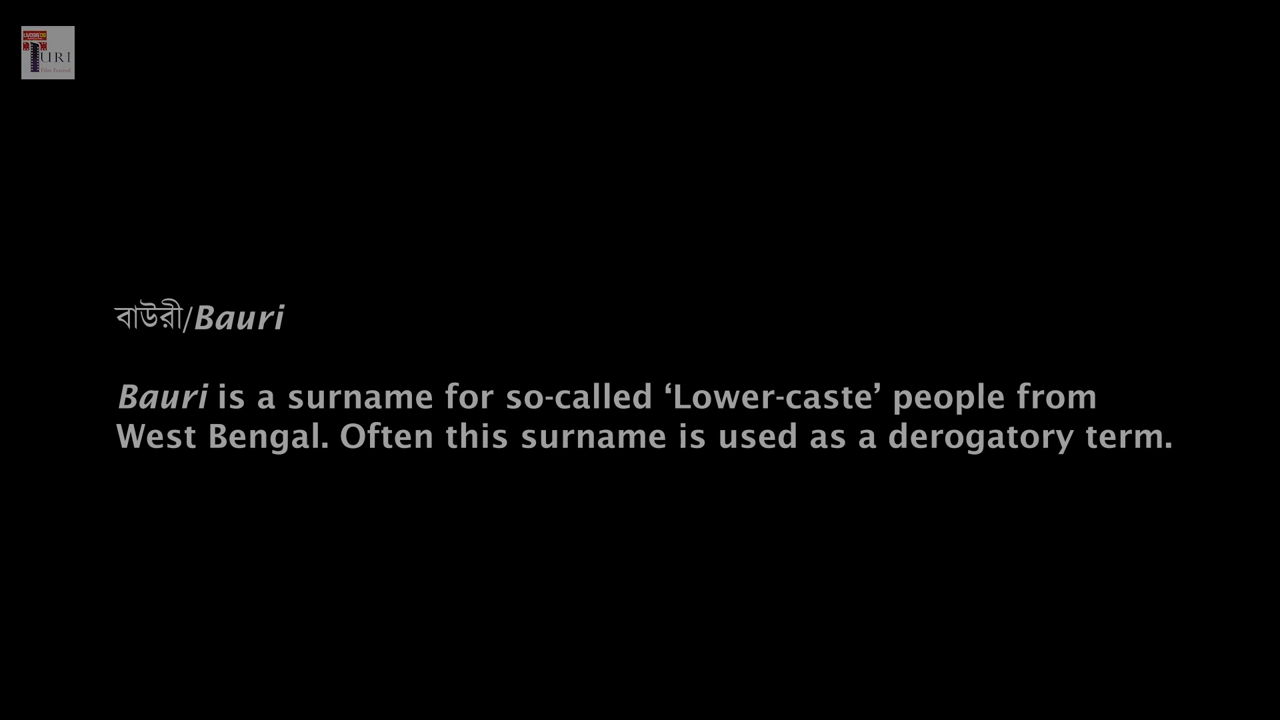 URI
বাউরী/Bauri
Bauri is a surname for so-called ‘Lower-caste’ people from
West Bengal. Often this surname is used as a derogatory term.